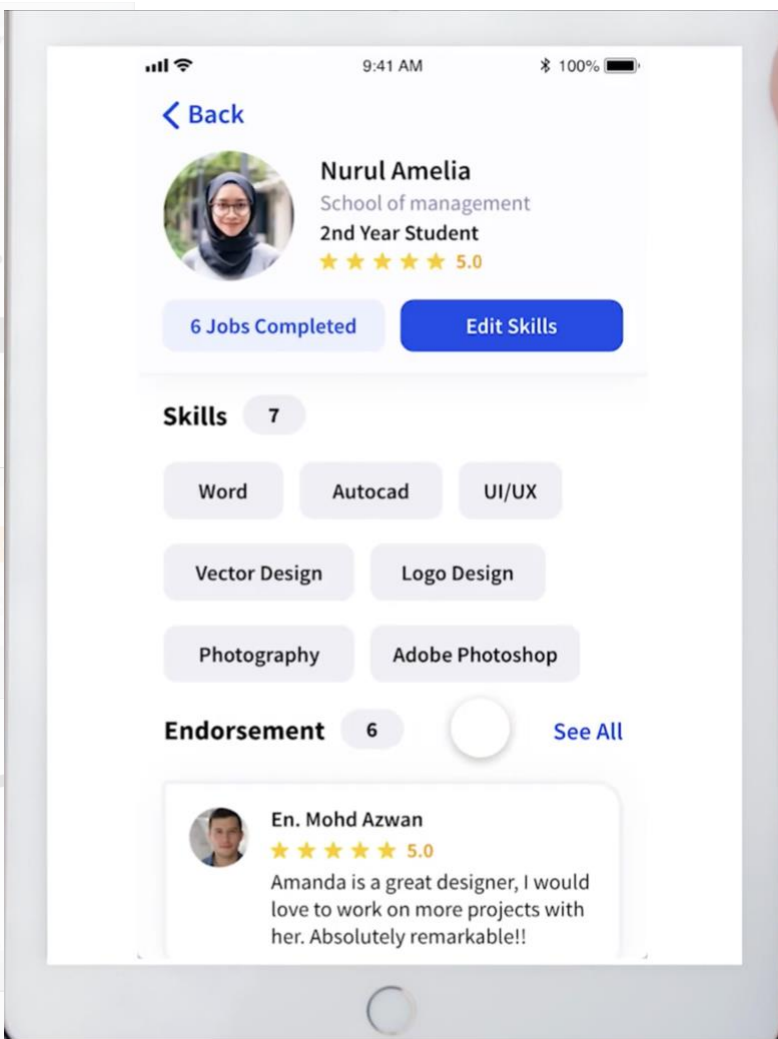 9:41 AM
100%
Back
Nurul Amelia
School of management
2nd Year Student
5.0
6 Jobs Completed
Edit Skills
Skills 7
Word Autocad UI/UX
Vector Design Logo Design
Photography Adobe Photoshop
Endorsement 6 See All
En. Mohd Azwan
5.0
Amanda is a great designer, I would
love to work on more projects with
her. Absolutely remarkable!!